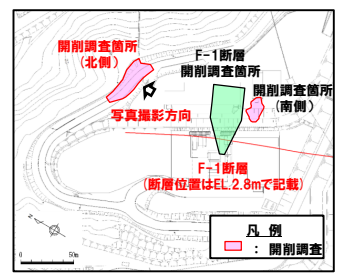 開削調査箇所
(北側)
F-1断層
開削調査箇所
開削調査箇所
(南側)
写真撮影方向
F-1断層
(断層位置はEL.2.8mで記載)
N
0 50m
凡 例
: 開削調査